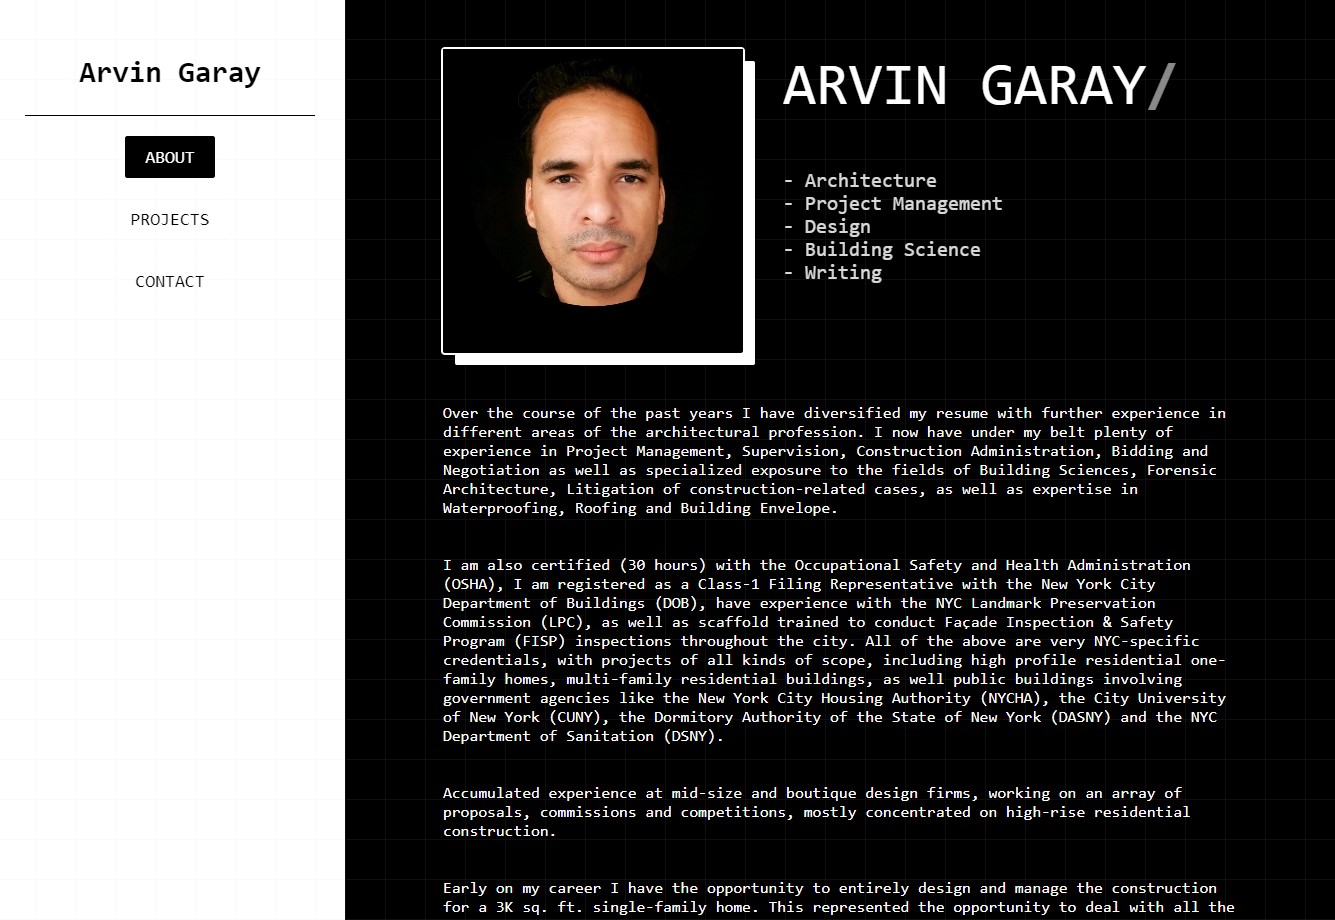 Arvin Garay
ABOUT
PROJECTS
CONTACT
ARVIN GARAY/
- Architecture
- Project Management
- Design
- Building Science
- Writing
Over the course of the past years I have diversified my resume with further experience in
different areas of the architectural profession. I now have under my belt plenty of
experience in Project Management, Supervision, Construction Administration, Bidding and
Negotiation as well as specialized exposure to the fields of Building Sciences, Forensic
Architecture, Litigation of construction-related cases, as well as expertise in
Waterproofing, Roofing and Building Envelope.
I am also certified (30 hours) with the Occupational Safety and Health Administration
(OSHA), I am registered as a Class-1 Filing Representative with the New York City
Department of Buildings (DOB), have experience with the NYC Landmark Preservation
Commission (LPC), as well as scaffold trained to conduct Façade Inspection & Safety
Program (FISP) inspections throughout the city. All of the above are very NYC-specific
credentials, with projects of all kinds of scope, including high profile residential one-
family homes, multi-family residential buildings, as well public buildings involving
government agencies like the New York City Housing Authority (NYCHA), the City University
of New York (CUNY), the Dormitory Authority of the State of New York (DASNY) and the NYC
Department of Sanitation (DSNY).
Accumulated experience at mid-size and boutique design firms, working on an array of
proposals, commissions and competitions, mostly concentrated on high-rise residential
construction.
Early on my career I have the opportunity to entirely design and manage the construction
for a 3K sq. ft. single-family home. This represented the opportunity to deal with all the